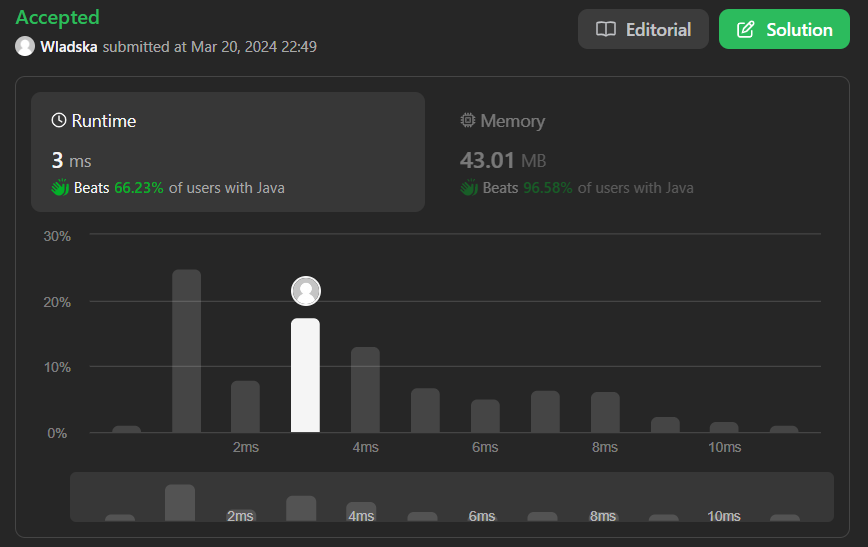 Accepted
Editorial
Solution
Wladska submitted at Mar 20, 2024 22:49
Runtime
Memory
3 ms
43.01 MB
Beats 66.23% of users with Java
Beats 96.58% of users with Java
30%
20%
10%
0%
2ms 4ms 6ms 8ms 10ms
2ms 4ms 6ms 8ms 10ms